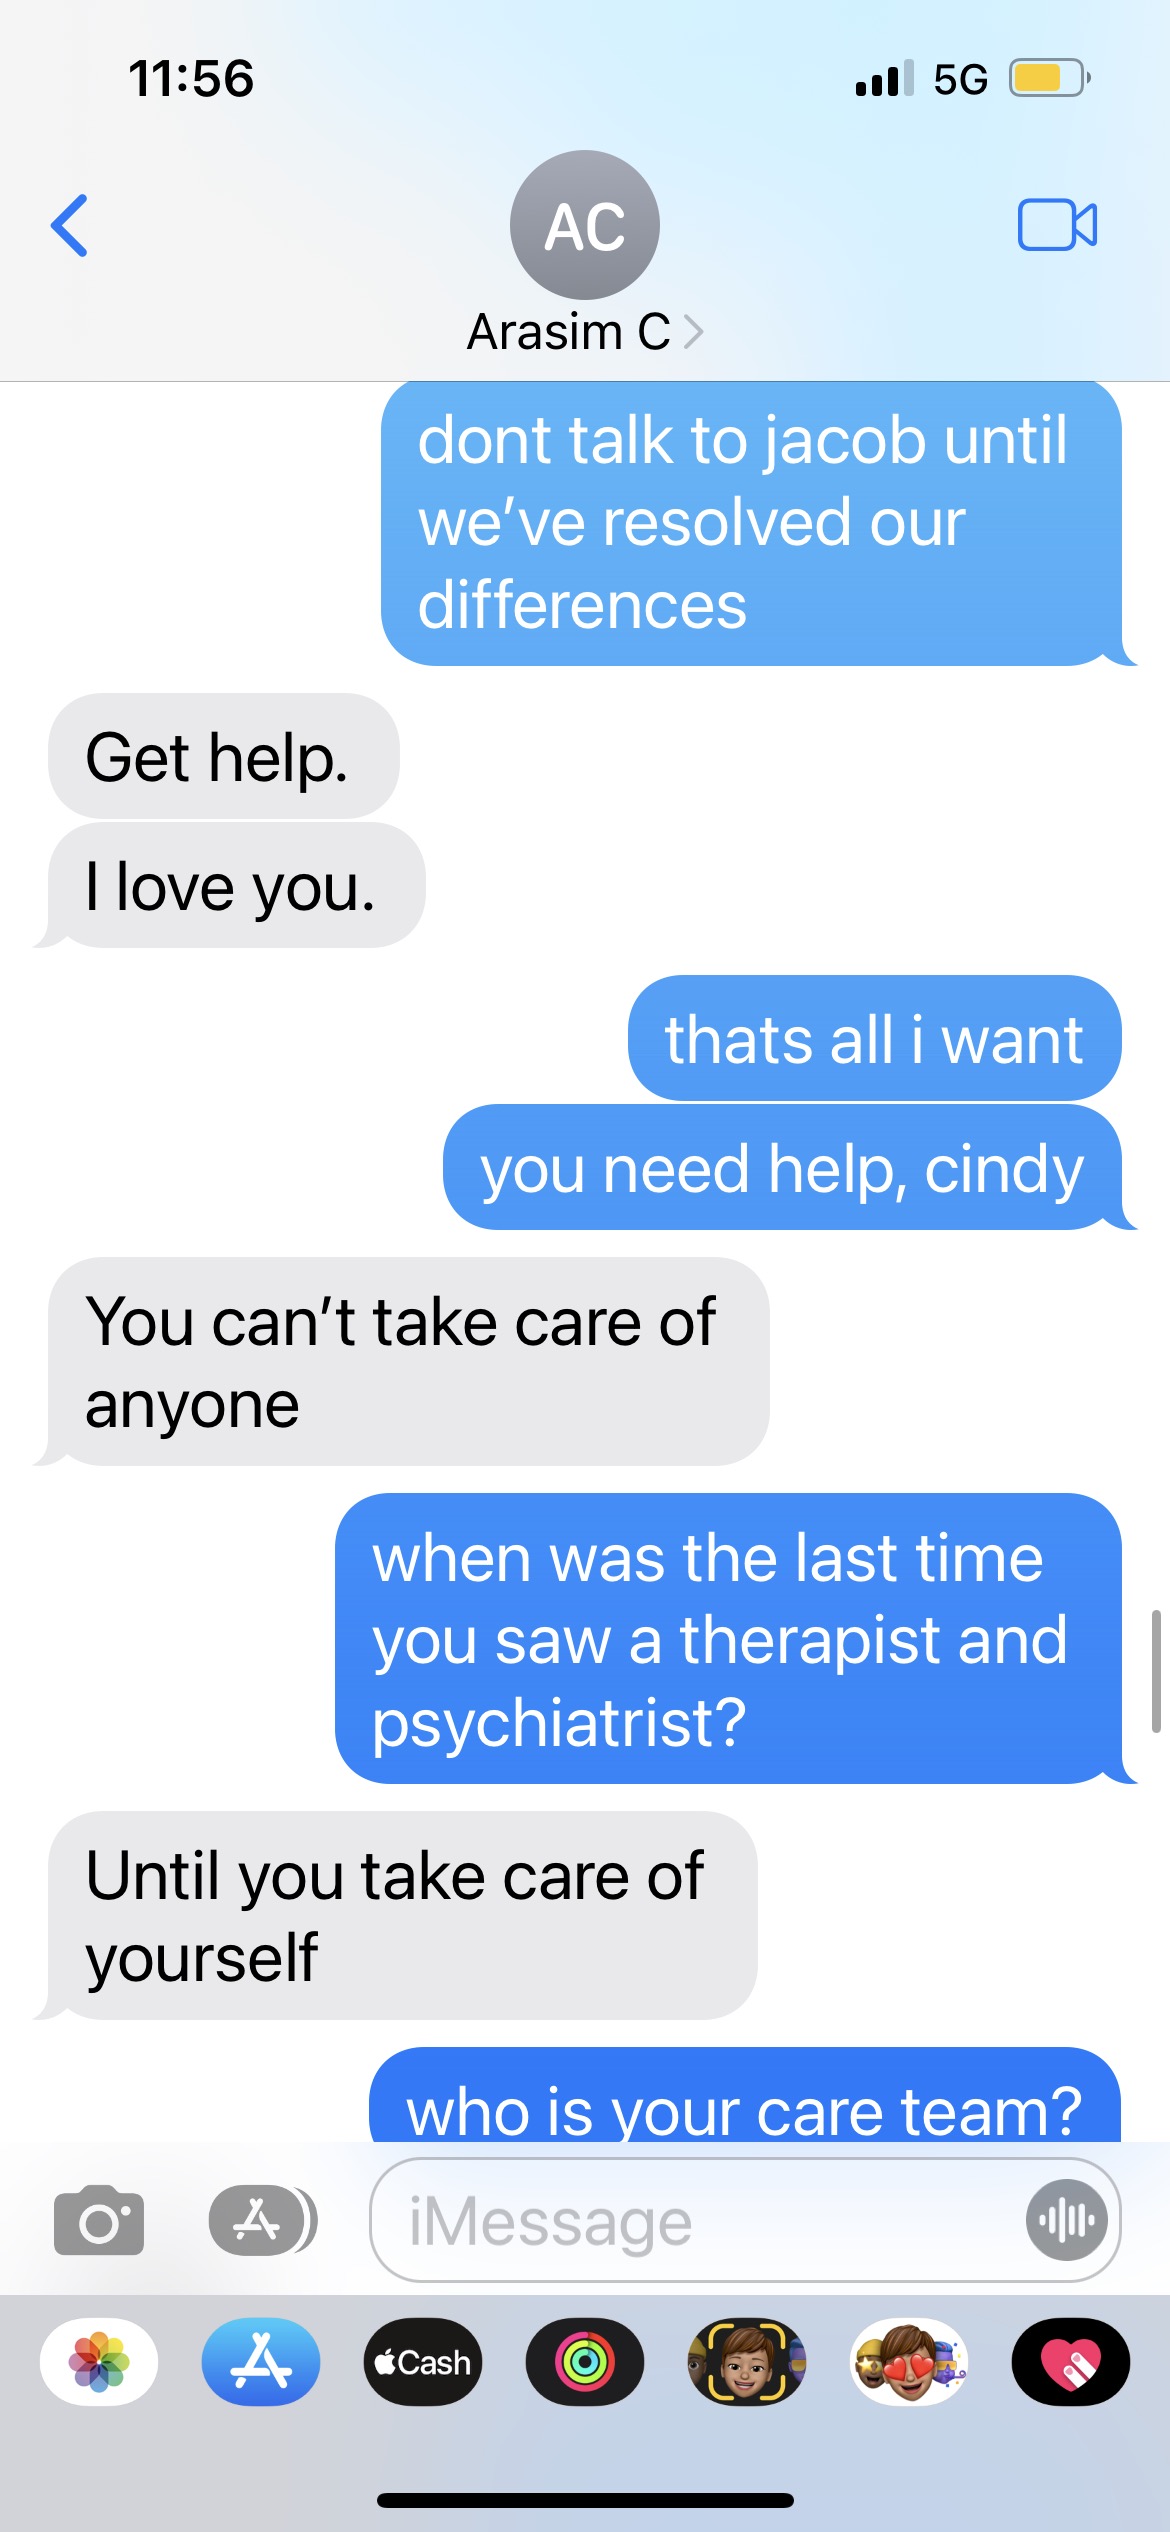 11:56
5G
AC
Arasim C
dont talk to jacob until
we’ve resolved our
differences
Get help.
I love you.
thats all i want
you need help, cindy
You can’t take care of
anyone
when was the last time
you saw a therapist and
psychiatrist?
Until you take care of
yourself
who is your care team?
iMessage
Cash